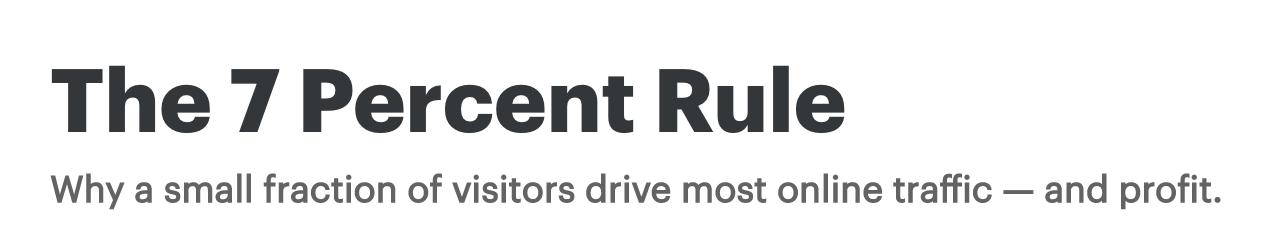 The 7 Percent Rule
Why a small fraction of visitors drive most online traffic — and profit.